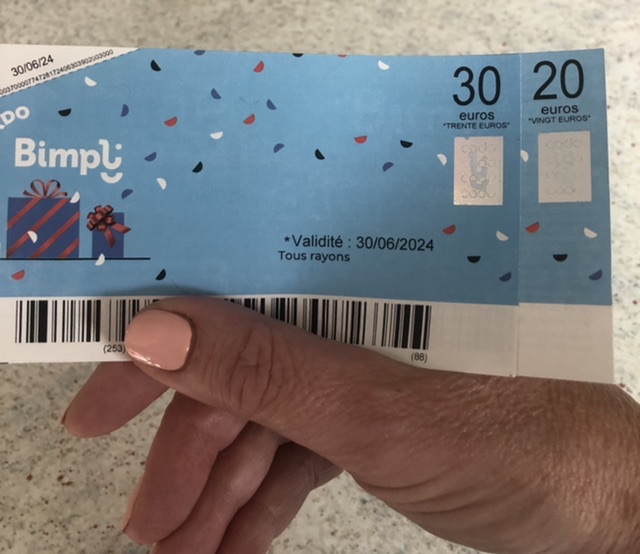 30/06/24
DO
Bimpli
30
euros
*TRENTE EUROS*
20
euros
*VINGT EUROS*
*Validité : 30/06/2024
Tous rayons
(253)
(88)